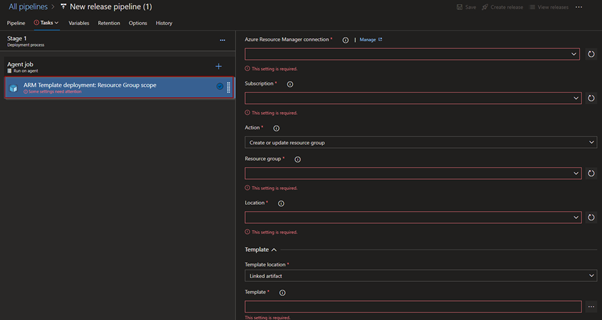 All pipelines > New release pipeline (1)
Save Create release View releases ...
Pipeline Tasks Variables Retention Options History
Stage 1
Deployment process
...
Agent job
Run on agent
+
ARM Template deployment: Resource Group scope
Some settings need attention
Azure Resource Manager connection * | Manage
This setting is required.
Subscription *
This setting is required.
Action *
Create or update resource group
Resource group *
This setting is required.
Location *
This setting is required.
Template
Template location *
Linked artifact
Template *
...
This setting is required.